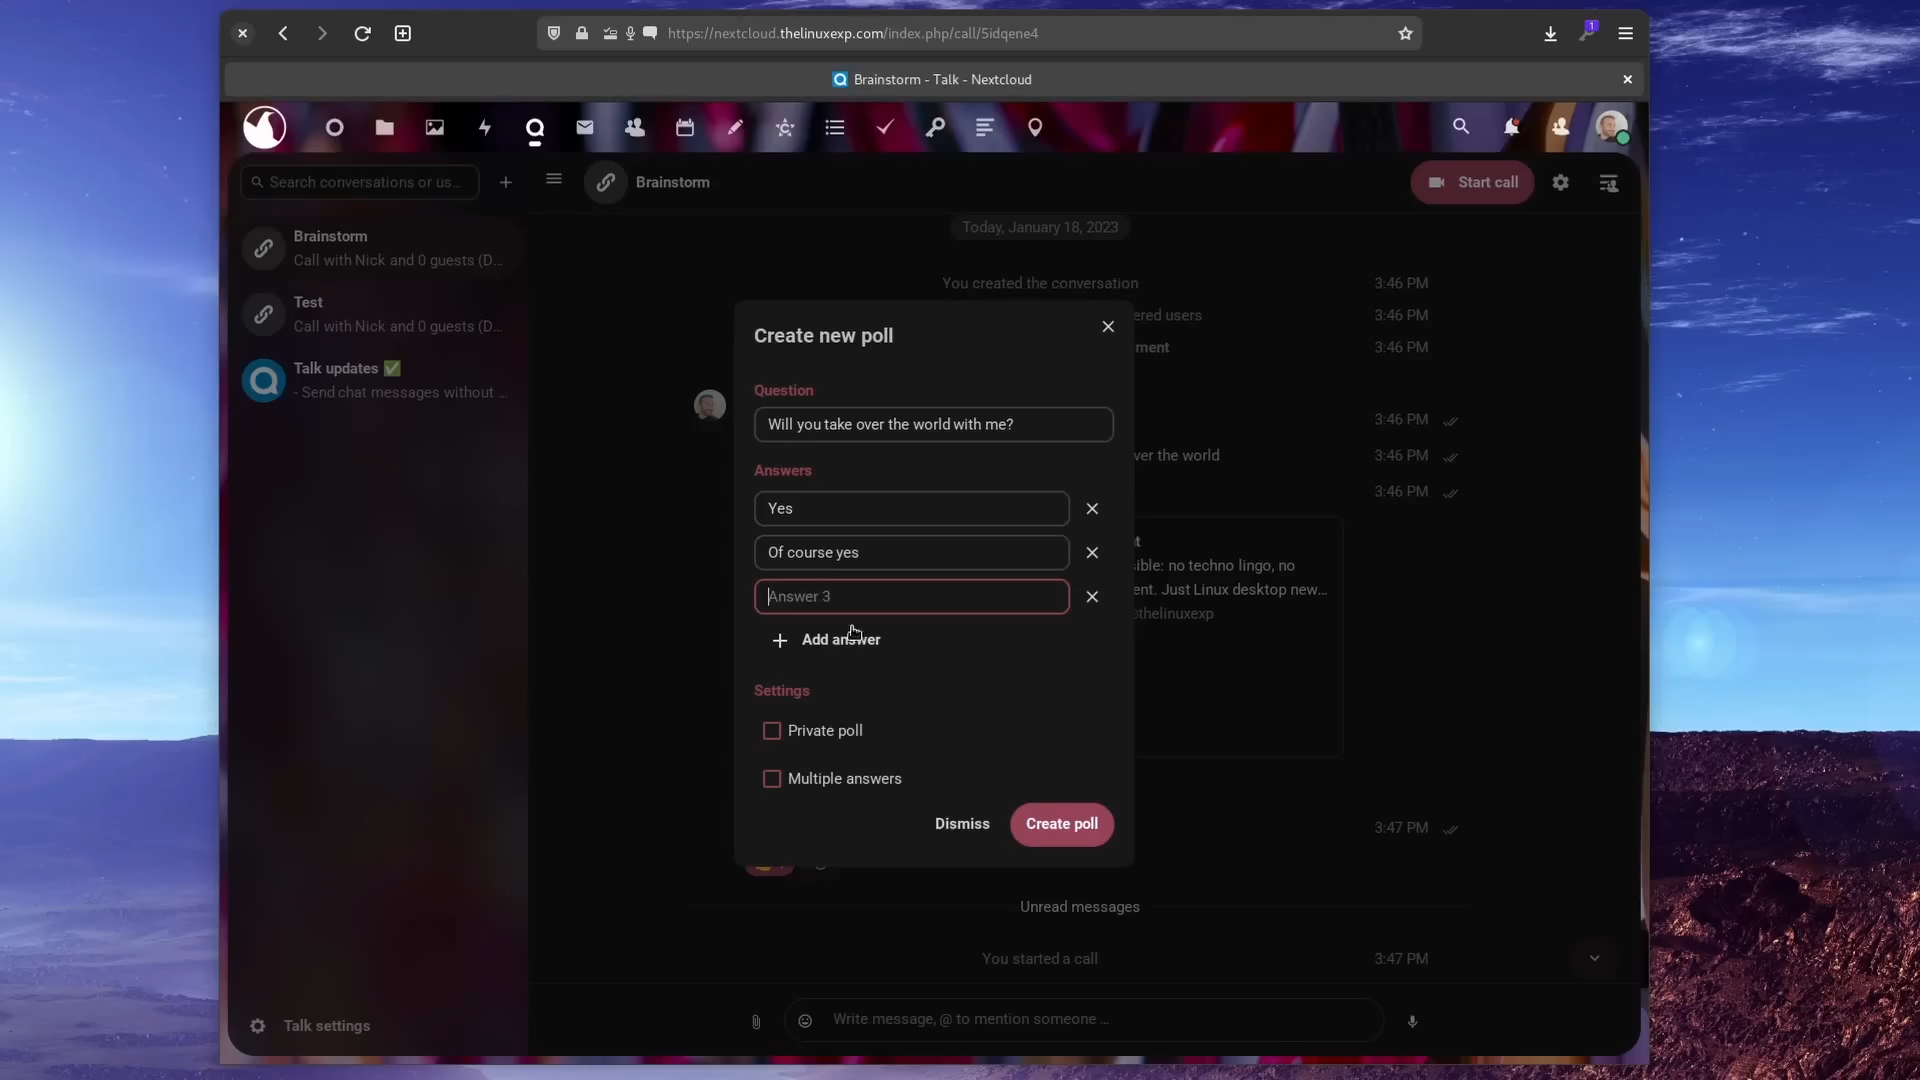 https://nextcloud.thelinuxexp.com/index.php/call/5idqene4
1
Brainstorm - Talk - Nextcloud
Search conversations or us...
Brainstorm
Start call
Today, January 18, 2023
Brainstorm
Call with Nick and 0 guests (D...
Test
Call with Nick and 0 guests (D...
Talk updates ✅
- Send chat messages without ...
You created the conversation 3:46 PM
ered users 3:46 PM
ment 3:46 PM
3:46 PM
ver the world 3:46 PM
3:46 PM
t
sible: no techno lingo, no
ent. Just Linux desktop new...
@thelinuxexp
3:47 PM
Create new poll
Question
Will you take over the world with me?
Answers
Yes
Of course yes
Answer 3
Add answer
Settings
Private poll
Multiple answers
Dismiss
Create poll
Unread messages
You started a call 3:47 PM
Write message, @ to mention someone ...
Talk settings